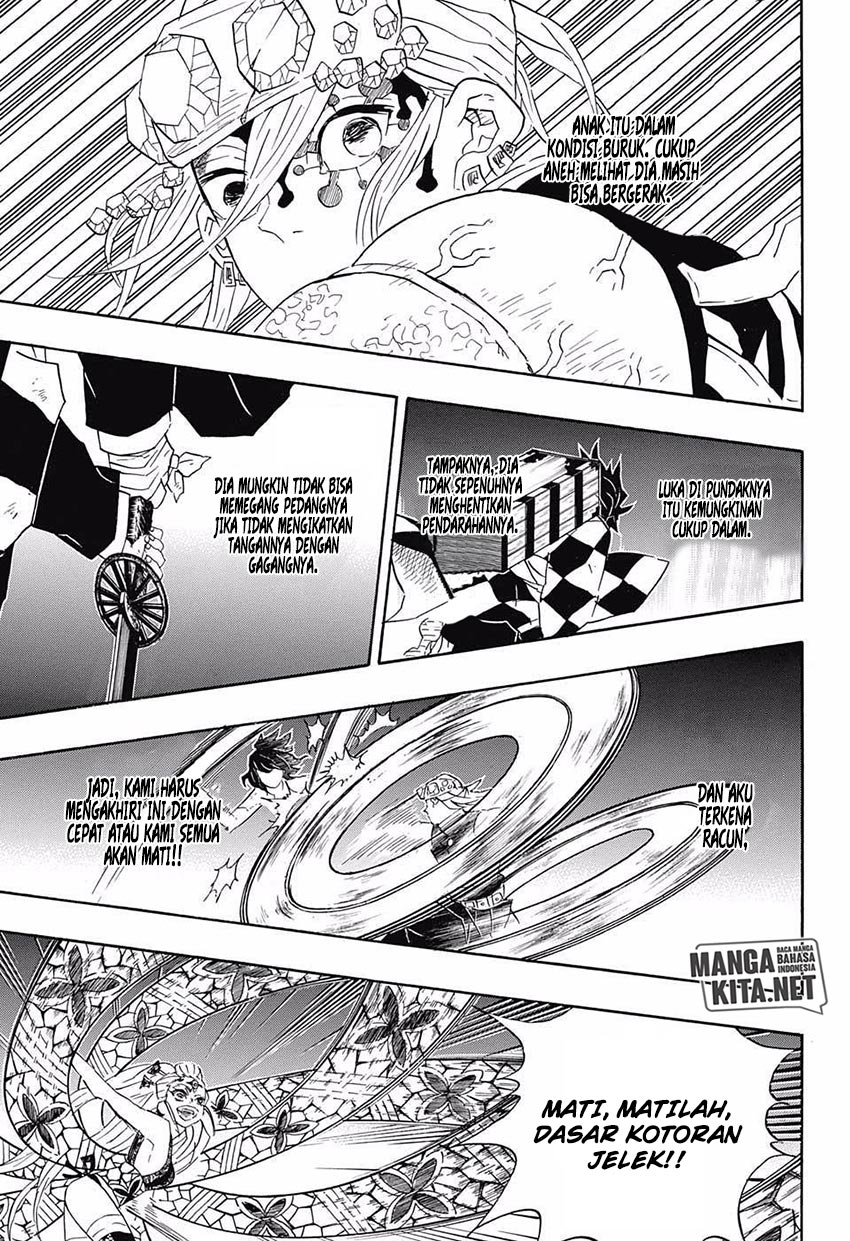 ANAK ITU DALAM
KONDISI BURUK. CUKUP
ANEH MELIHAT DIA MASIH
BISA BERGERAK.
LUKA DI PUNDAKNYA
ITU KEMUNGKINAN
CUKUP DALAM.
TAMPAKNYA, DIA
TIDAK SEPENUHNYA
MENGHENTIKAN
PENDARAHANNYA.
DIA MUNGKIN TIDAK BISA
MEMEGANG PEDANGNYA
JIKA TIDAK MENGIKATKAN
TANGANNYA DENGAN
GAGANGNYA.
DAN AKU
TERKENA
RACUN,
JADI, KAMI HARUS
MENGAKHIRI INI DENGAN
CEPAT ATAU KAMI SEMUA
AKAN MATI!!
MANGA
BACA MANGA
BAHASA
INDONESIA
KITA.NET
MATI, MATILAH,
DASAR KOTORAN
JELEK!!